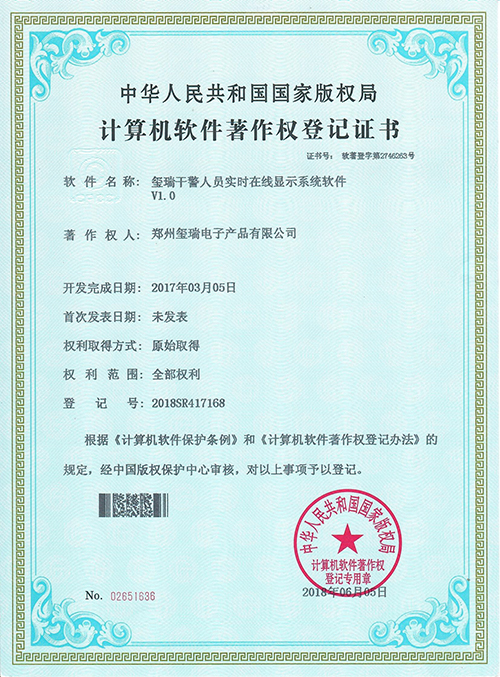 中华人民共和国国家版权局
计算机软件著作权登记证书
证书号： 软著登字第2746263号
软件名称： 玺瑞干警人员实时在线显示系统软件
V1.0
著作权人： 郑州玺瑞电子产品有限公司
开发完成日期： 2017年03月05日
首次发表日期： 未发表
权利取得方式： 原始取得
权利范围： 全部权利
登记号： 2018SR417168
根据《计算机软件保护条例》和《计算机软件著作权登记办法》的
规定，经中国版权保护中心审核，对以上事项予以登记。
中华人民共和国国家版权局
计算机软件著作权
登记专用章
No. 02651636
2018年06月05日